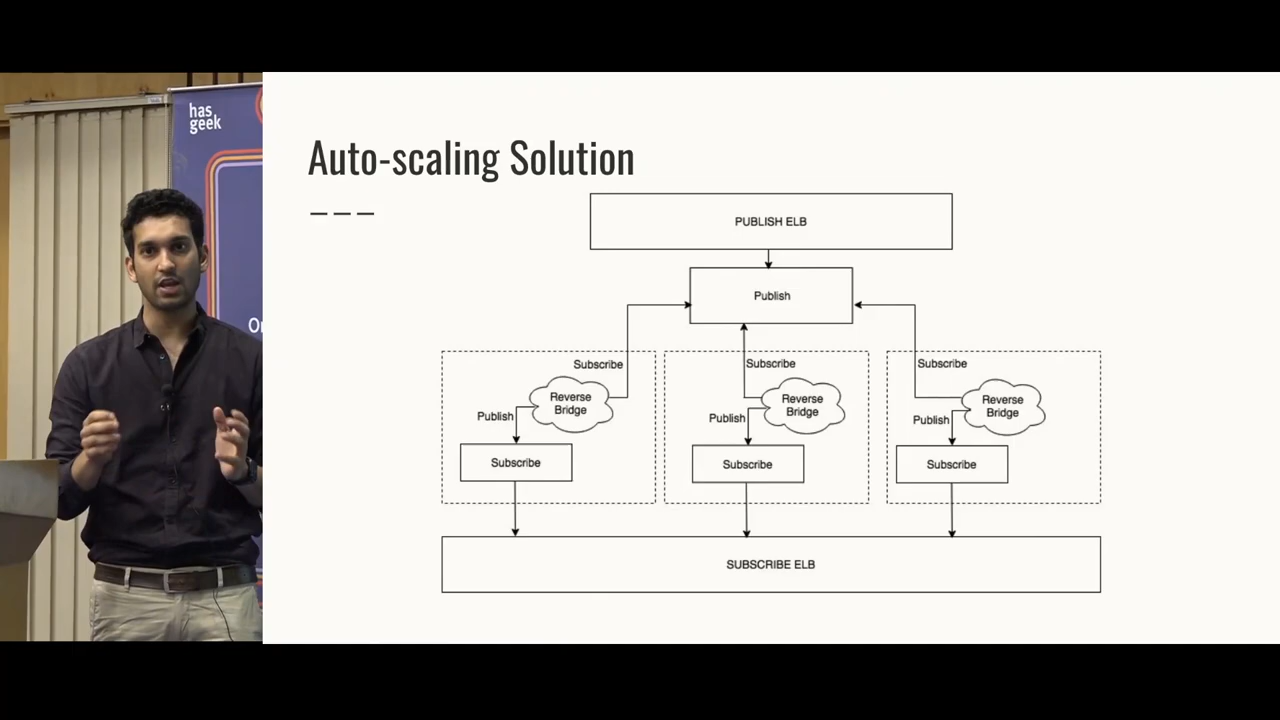 has
geek
Or
Auto-scaling Solution
PUBLISH ELB
Publish
Subscribe
Subscribe
Subscribe
Reverse
Bridge
Reverse
Bridge
Reverse
Bridge
Publish
Publish
Publish
Subscribe
Subscribe
Subscribe
SUBSCRIBE ELB